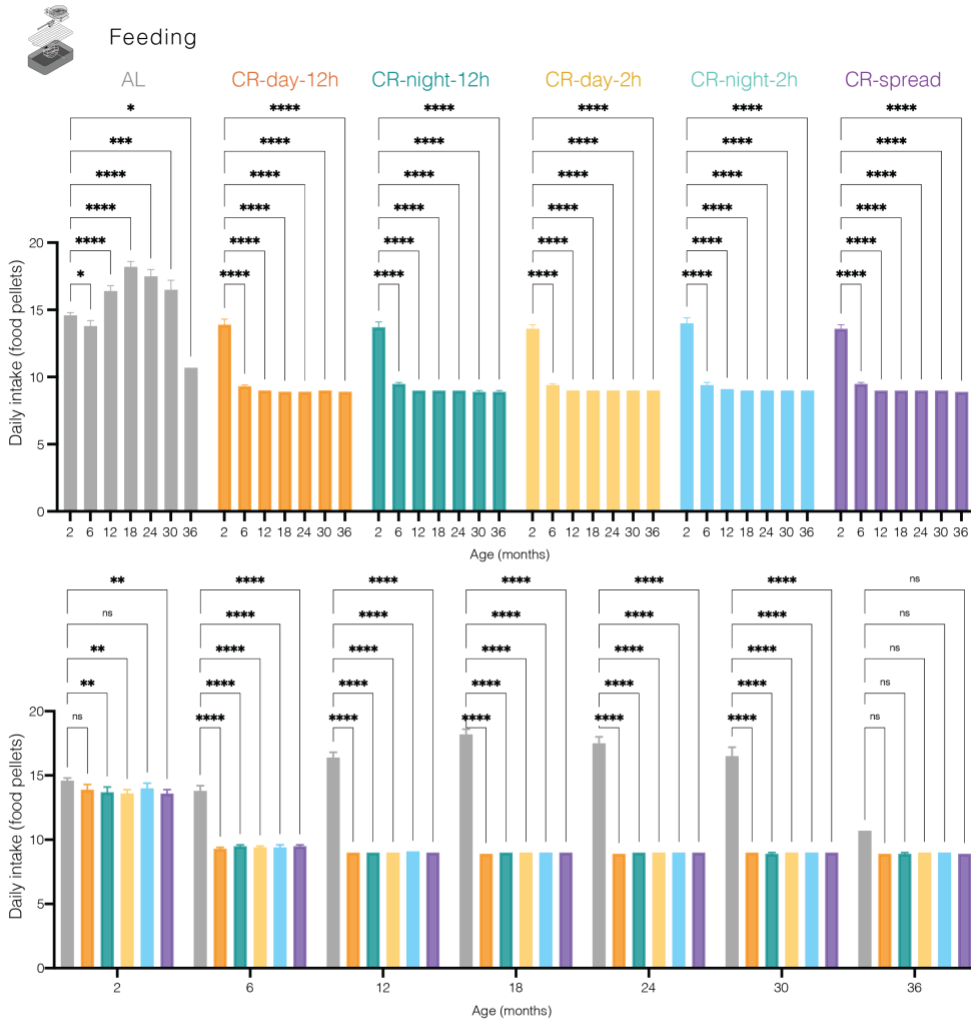 Feeding
AL CR-day-12h CR-night-12h CR-day-2h CR-night-2h CR-spread
* **** **** **** **** ****
*** **** **** **** **** ****
**** **** **** **** **** ****
**** **** **** **** **** ****
**** **** **** **** **** ****
* **** **** **** **** ****
Daily intake (food pellets)
20
15
10
5
0
2 6 12 18 24 30 36 2 6 12 18 24 30 36 2 6 12 18 24 30 36 2 6 12 18 24 30 36 2 6 12 18 24 30 36 2 6 12 18 24 30 36
Age (months)
** **** **** **** **** **** ns
ns **** **** **** **** **** ns
** **** **** **** **** **** ns
** **** **** **** **** **** ns
ns **** **** **** **** **** ns
Daily intake (food pellets)
20
15
10
5
0
2 6 12 18 24 30 36
Age (months)